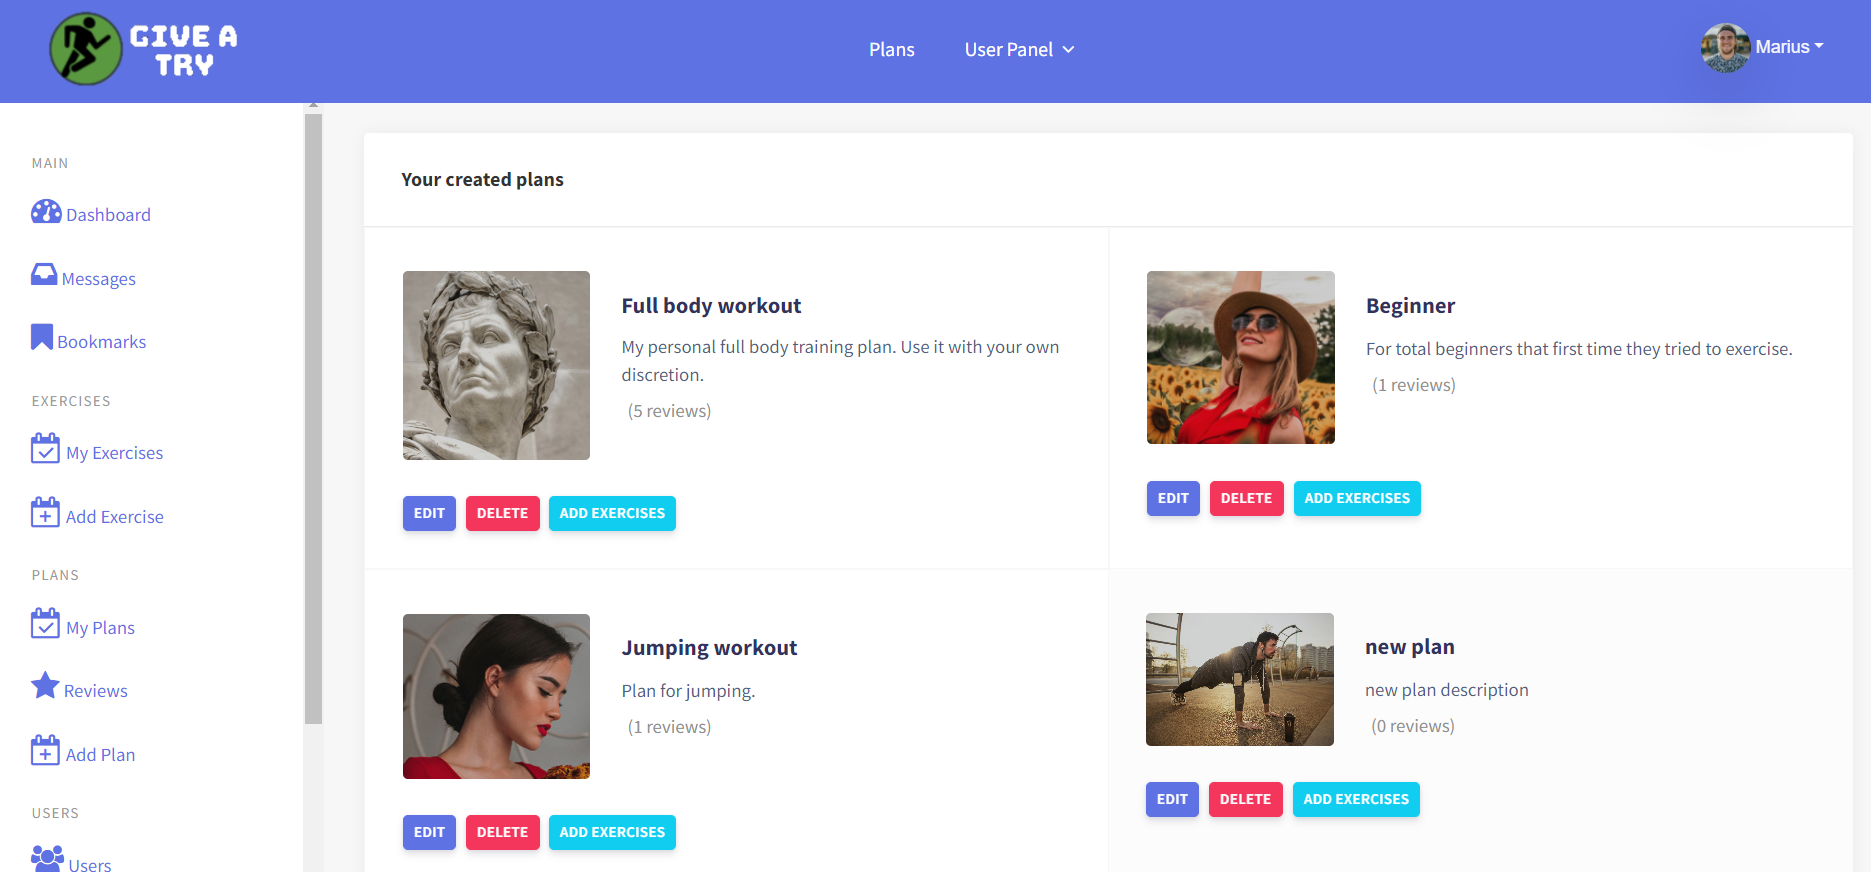 GIVE A
TRY
Plans
User Panel
Marius
MAIN
Dashboard
Messages
Bookmarks
EXERCISES
My Exercises
Add Exercise
PLANS
My Plans
Reviews
Add Plan
USERS
Users
Your created plans
Full body workout
My personal full body training plan. Use it with your own
discretion.
(5 reviews)
EDIT
DELETE
ADD EXERCISES
Beginner
For total beginners that first time they tried to exercise.
(1 reviews)
EDIT
DELETE
ADD EXERCISES
Jumping workout
Plan for jumping.
(1 reviews)
EDIT
DELETE
ADD EXERCISES
new plan
new plan description
(0 reviews)
EDIT
DELETE
ADD EXERCISES